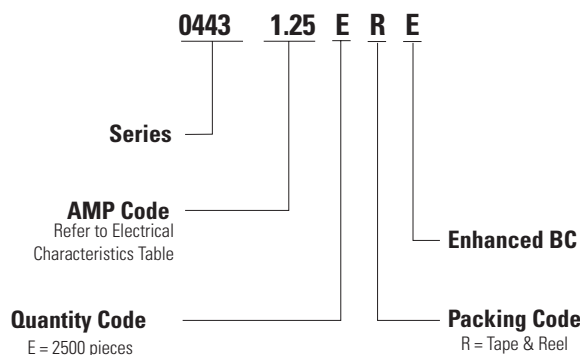 0443 1.25 E R E
Series
AMP Code
Refer to Electrical
Characteristics Table
Enhanced BC
Quantity Code
E = 2500 pieces
Packing Code
R = Tape & Reel